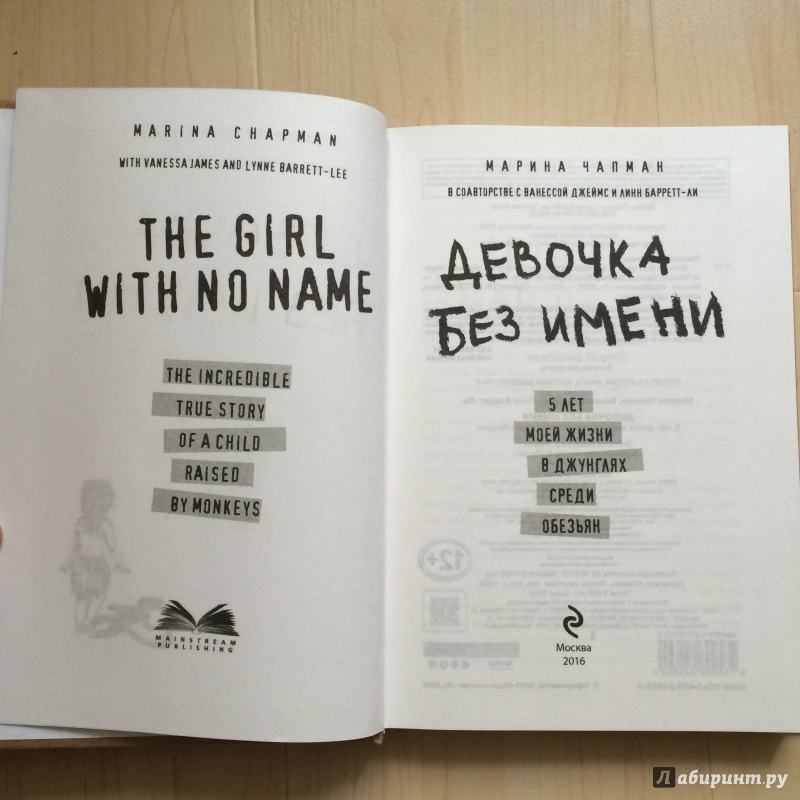 MARINA CHAPMAN
WITH VANESSA JAMES AND LYNNE BARRETT-LEE
THE GIRL
WITH NO NAME
THE INCREDIBLE
TRUE STORY
OF A CHILD
RAISED
BY MONKEYS
MAINSTREAM
PUBLISHING
МАРИНА ЧАПМАН
В СОАВТОРСТВЕ С ВАНЕССОЙ ДЖЕЙМС И ЛИНН БАРРЕТТ-ЛИ
ДЕВОЧКА
БЕЗ ИМЕНИ
5 ЛЕТ
МОЕЙ ЖИЗНИ
В ДЖУНГЛЯХ
СРЕДИ
ОБЕЗЬЯН
12+
Москва
2016
Лабиринт.ру